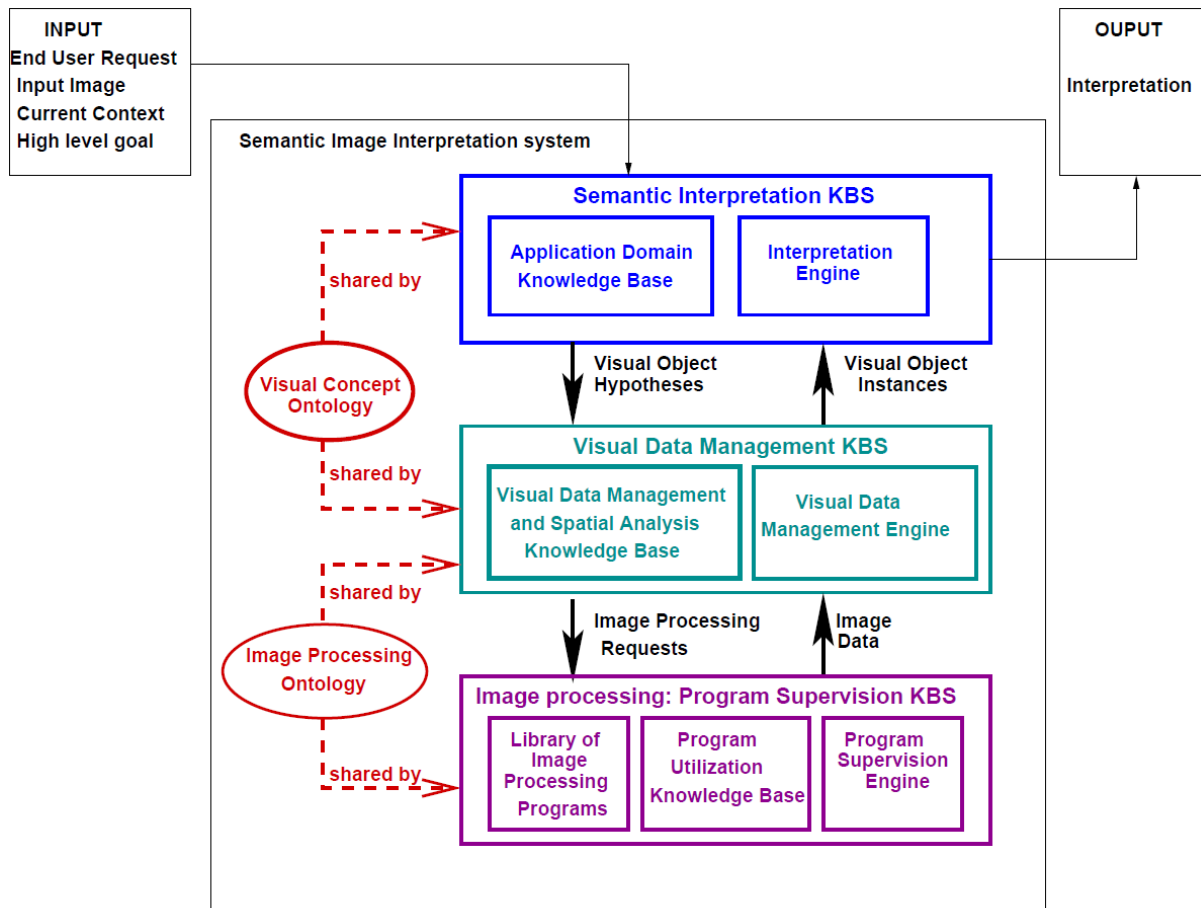 INPUT
End User Request
Input Image
Current Context
High level goal
OUPUT
Interpretation
Semantic Image Interpretation system
Semantic Interpretation KBS
Application Domain
Knowledge Base
Interpretation
Engine
shared by
Visual Object
Hypotheses
Visual Object
Instances
Visual Concept
Ontology
shared by
Visual Data Management KBS
Visual Data Management
and Spatial Analysis
Knowledge Base
Visual Data
Management Engine
shared by
Image Processing
Requests
Image
Data
Image Processing
Ontology
shared by
Image processing: Program Supervision KBS
Library of
Image
Processing
Programs
Program
Utilization
Knowledge Base
Program
Supervision
Engine